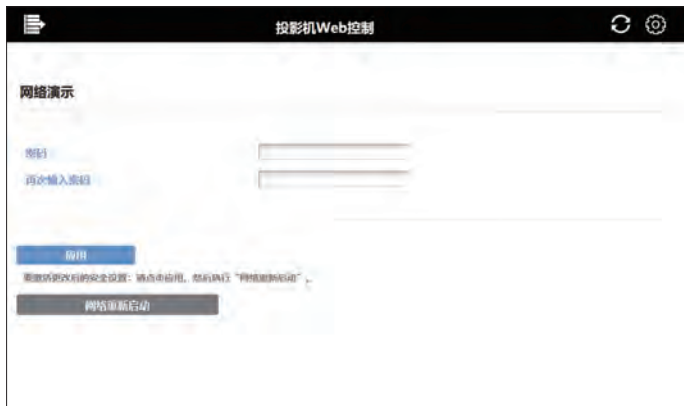 投影机Web控制
网络演示
密码
再次输入密码
应用
要激活更改后的安全设置：请点击应用，然后执行“网络重新启动”。
网络重新启动